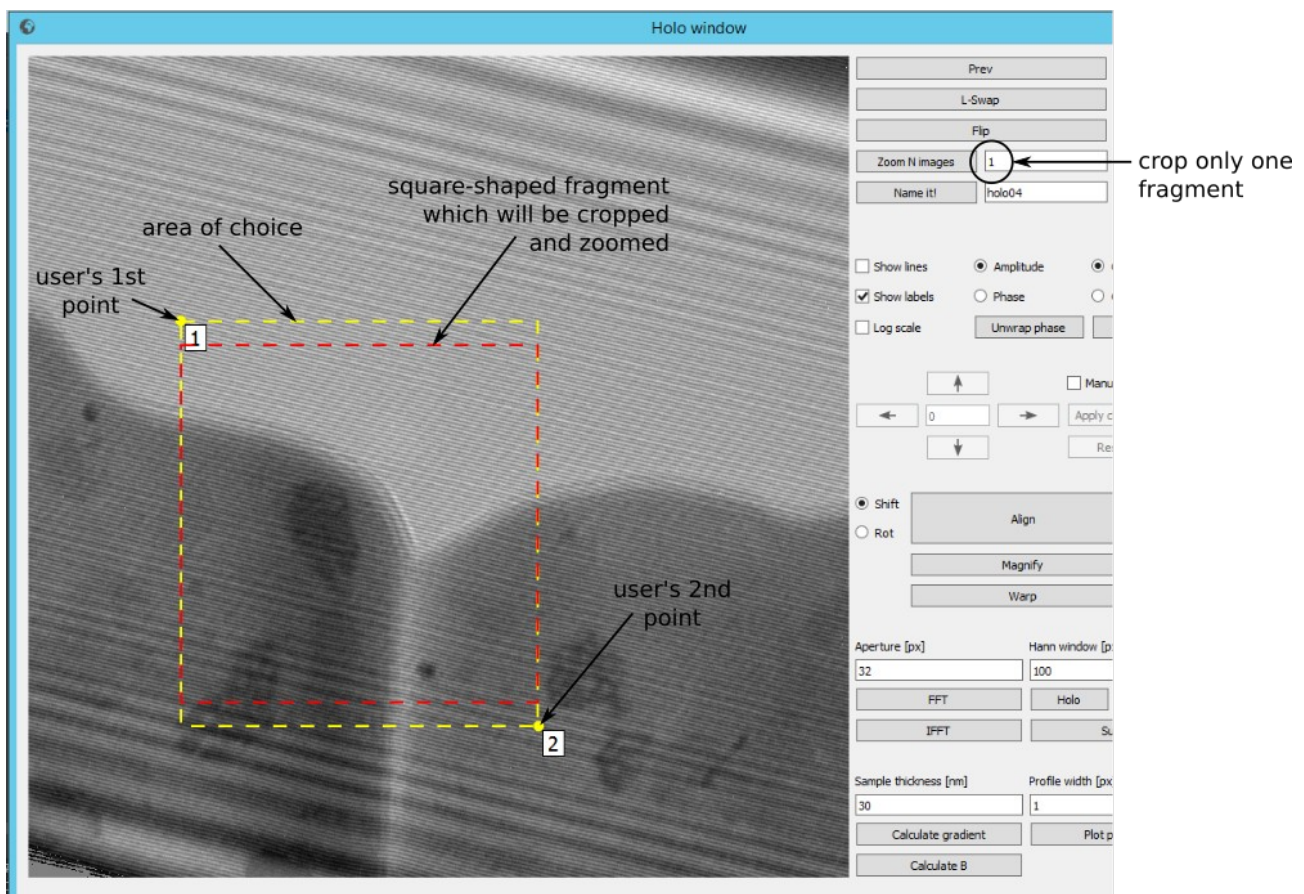 Holo window
Prev
L-Swap
Flip
Zoom N images
1
crop only one
fragment
Name it!
holo04
square-shaped fragment
which will be cropped
and zoomed
area of choice
user's 1st
point
1
Show lines
Amplitude
Show labels
Phase
Log scale
Unwrap phase
0
Shift
Rot
Align
Magnify
Warp
user's 2nd
point
2
Aperture [px]
Hann window
32
100
FFT
Holo
IFFT
Sample thickness [nm]
Profile width [px
30
1
Calculate gradient
Plot
Calculate B